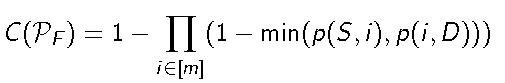 C(𝒫_F) = 1 − ∏_{i∈[m]} (1 − min(p(S, i), p(i, D)))